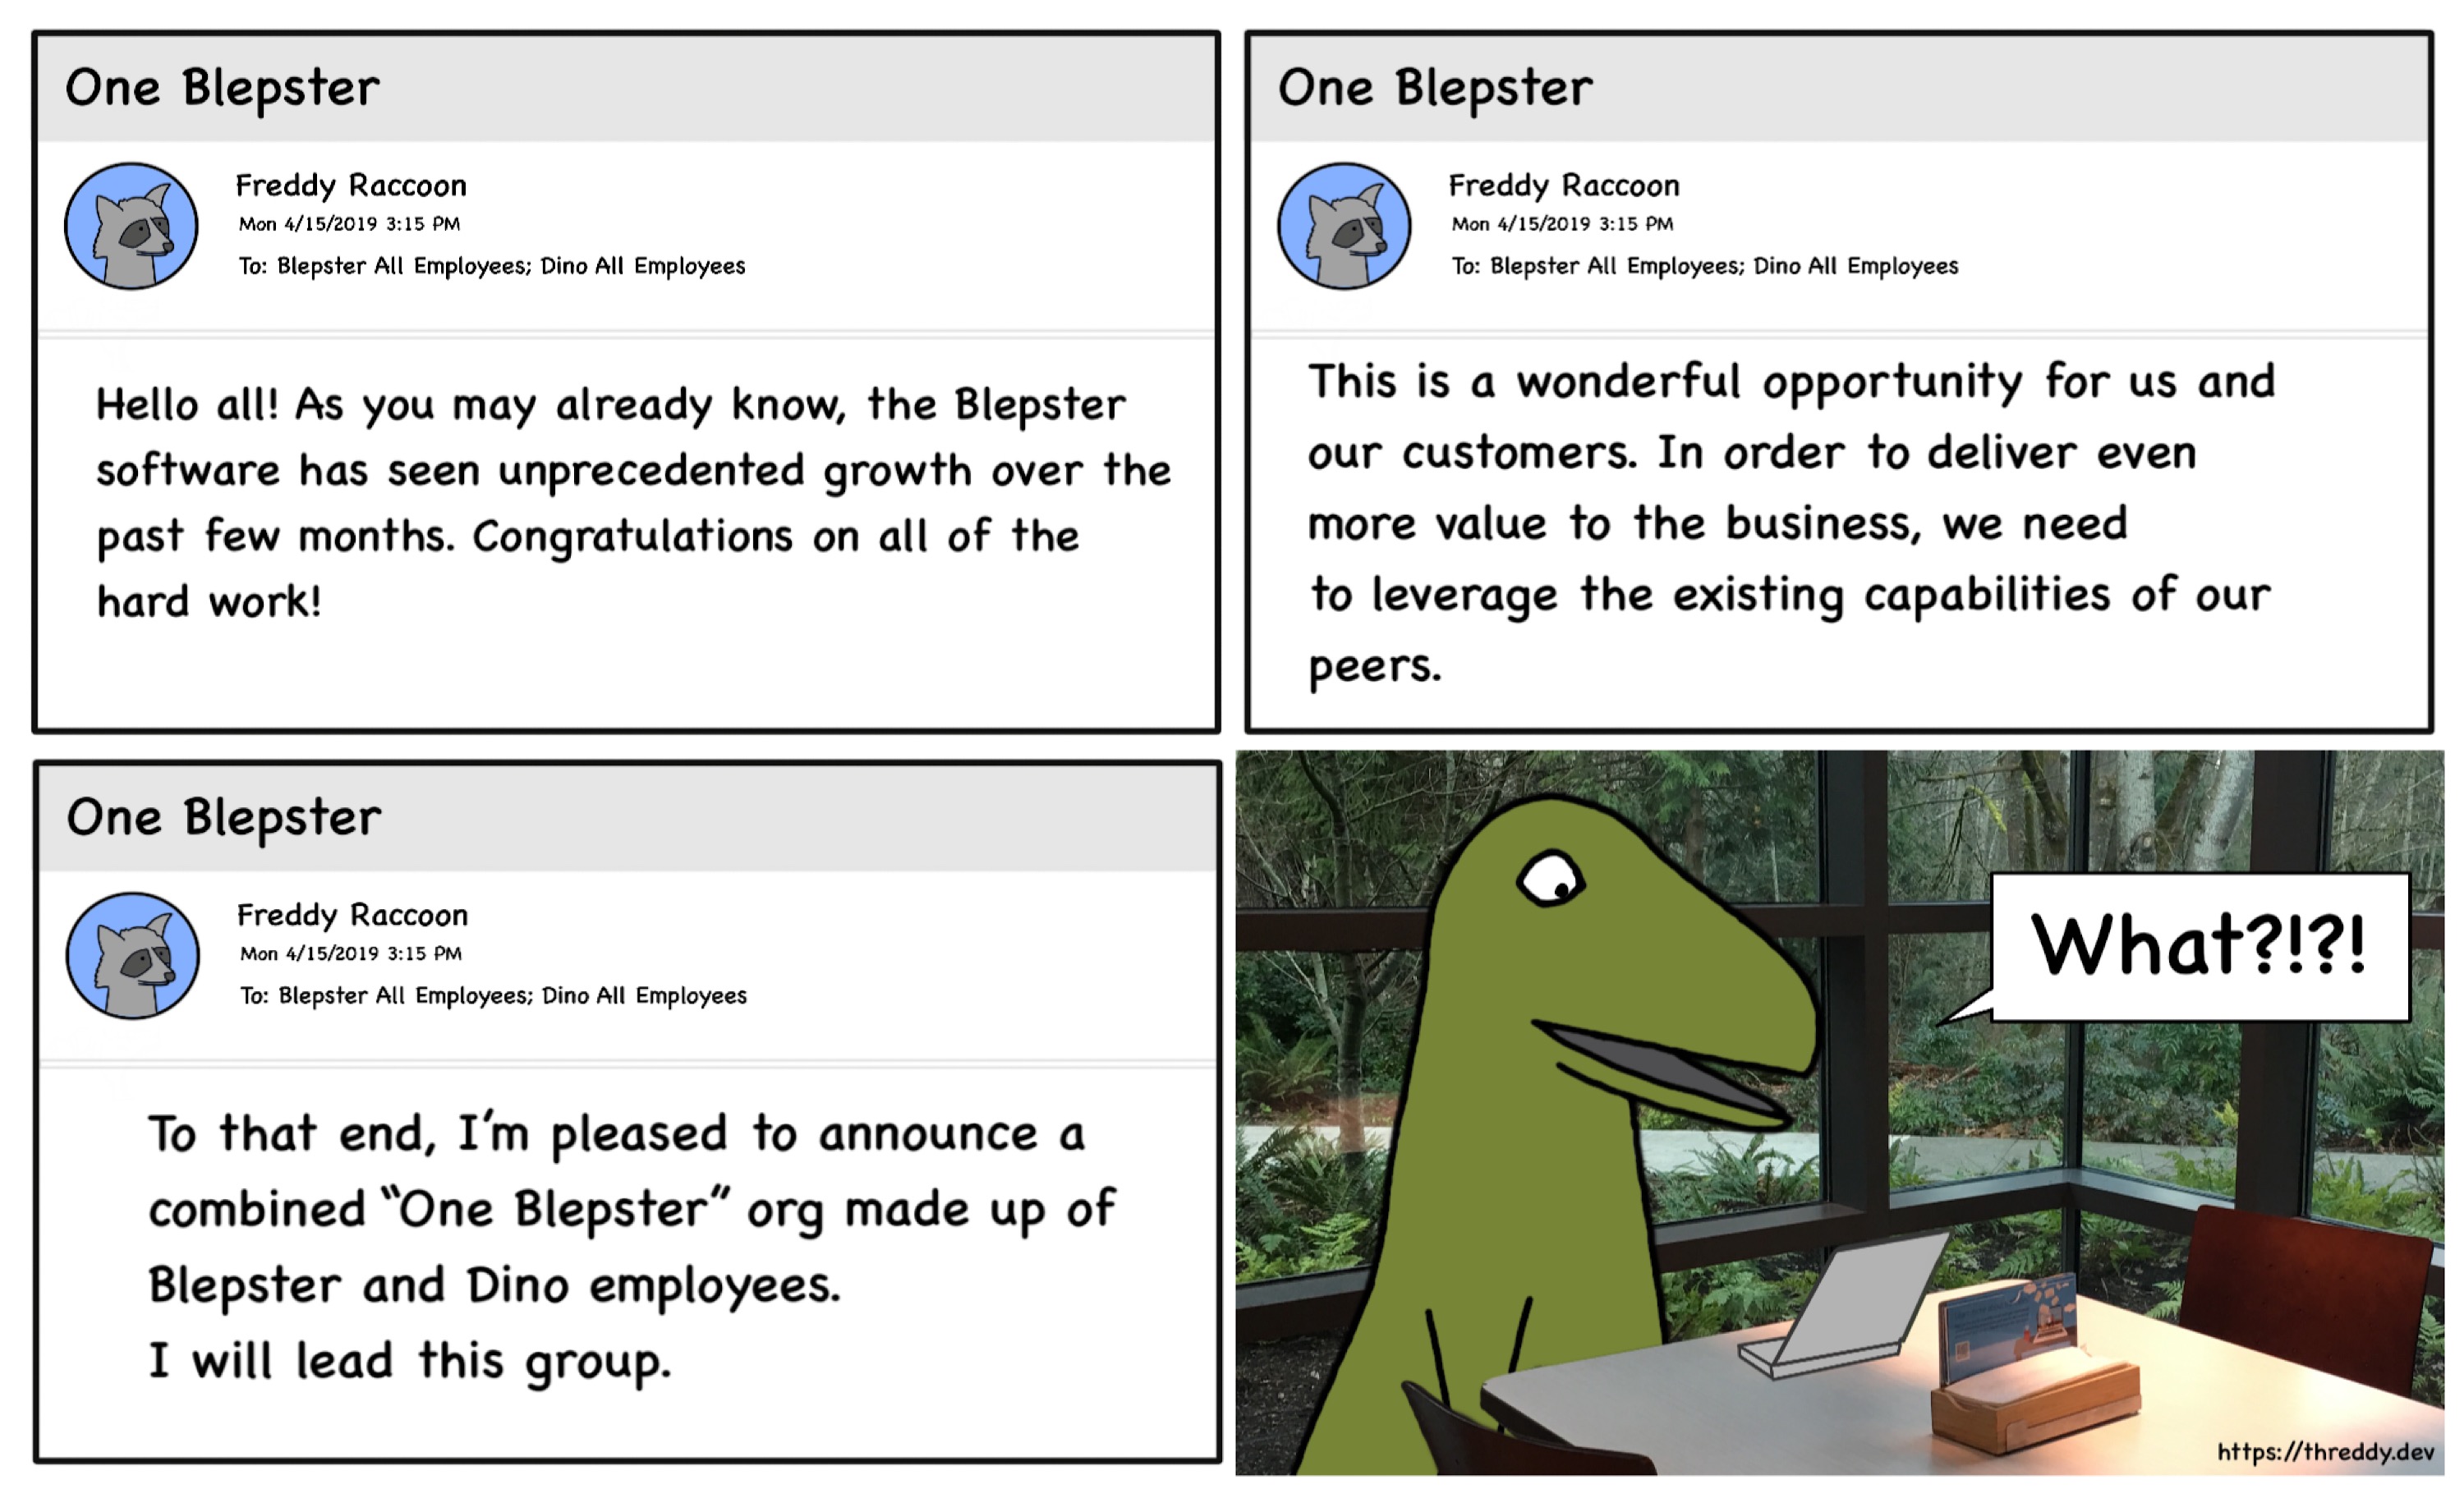 One Blepster
Freddy Raccoon
Mon 4/15/2019 3:15 PM
To: Blepster All Employees; Dino All Employees
Hello all! As you may already know, the Blepster
software has seen unprecedented growth over the
past few months. Congratulations on all of the
hard work!
One Blepster
Freddy Raccoon
Mon 4/15/2019 3:15 PM
To: Blepster All Employees; Dino All Employees
This is a wonderful opportunity for us and
our customers. In order to deliver even
more value to the business, we need
to leverage the existing capabilities of our
peers.
One Blepster
Freddy Raccoon
Mon 4/15/2019 3:15 PM
To: Blepster All Employees; Dino All Employees
To that end, I'm pleased to announce a
combined “One Blepster” org made up of
Blepster and Dino employees.
I will lead this group.
What?!?!
https://threddy.dev